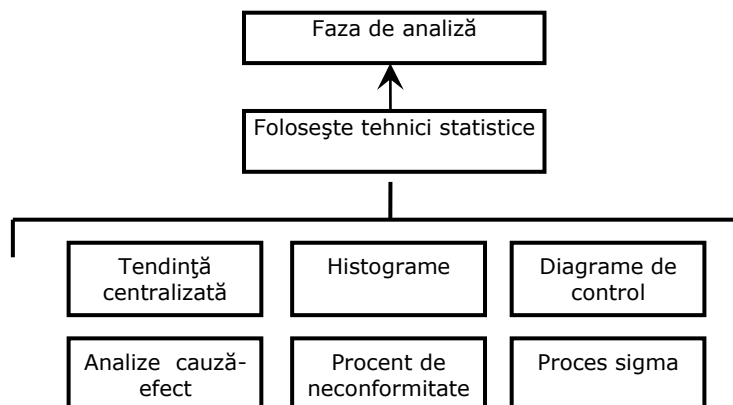 Faza de analiză
Foloseşte tehnici statistice
Tendinţă
centralizată
Histograme
Diagrame de
control
Analize cauză-
efect
Procent de
neconformitate
Proces sigma